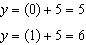 y = (0) + 5 = 5
y = (1) + 5 = 6